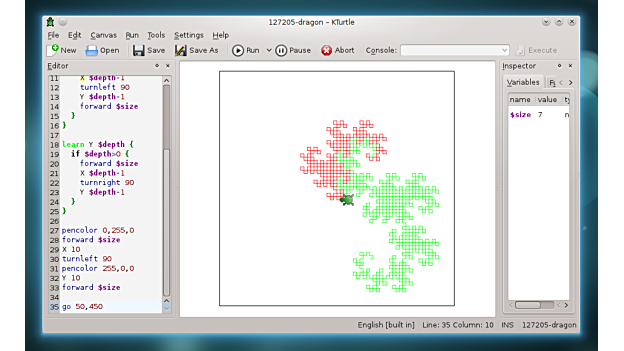 127205-dragon – KTurtle
File Edit Canvas Run Tools Settings Help
New Open Save Save As Run Pause Abort Console: Execute
Editor
11 X $depth-1
12 turnleft 90
13 Y $depth-1
14 forward $size
15 }
16 }
17
18 learn Y $depth {
19 if $depth>0 {
20 forward $size
21 X $depth-1
22 turnright 90
23 Y $depth-1
24 }
25 }
26
27 pencolor 0,255,0
28 forward $size
29 X 10
30 turnleft 90
31 pencolor 255,0,0
32 Y 10
33 forward $size
34
35 go 50,450
Inspector
Variables
name value
$size 7 n
English [built in] Line: 35 Column: 10 INS 127205-dragon